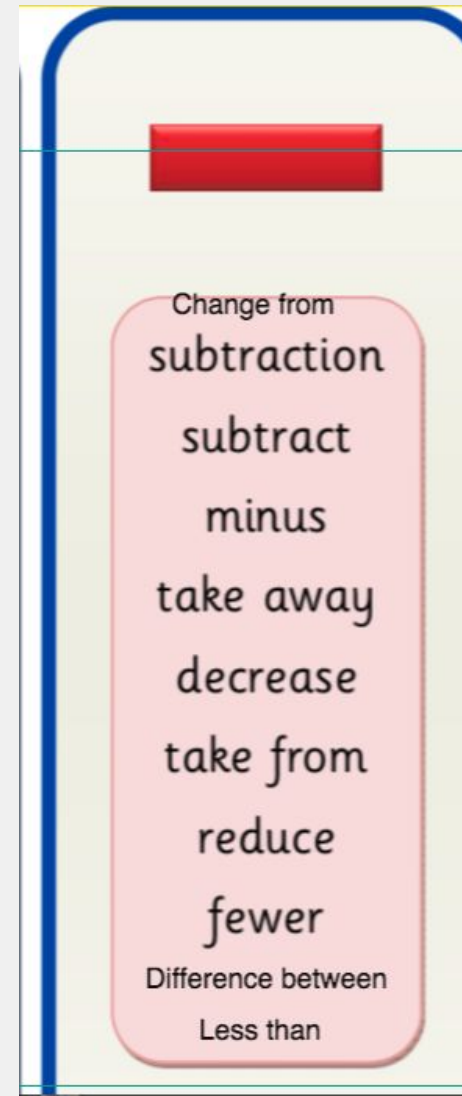 Change from
subtraction
subtract
minus
take away
decrease
take from
reduce
fewer
Difference between
Less than